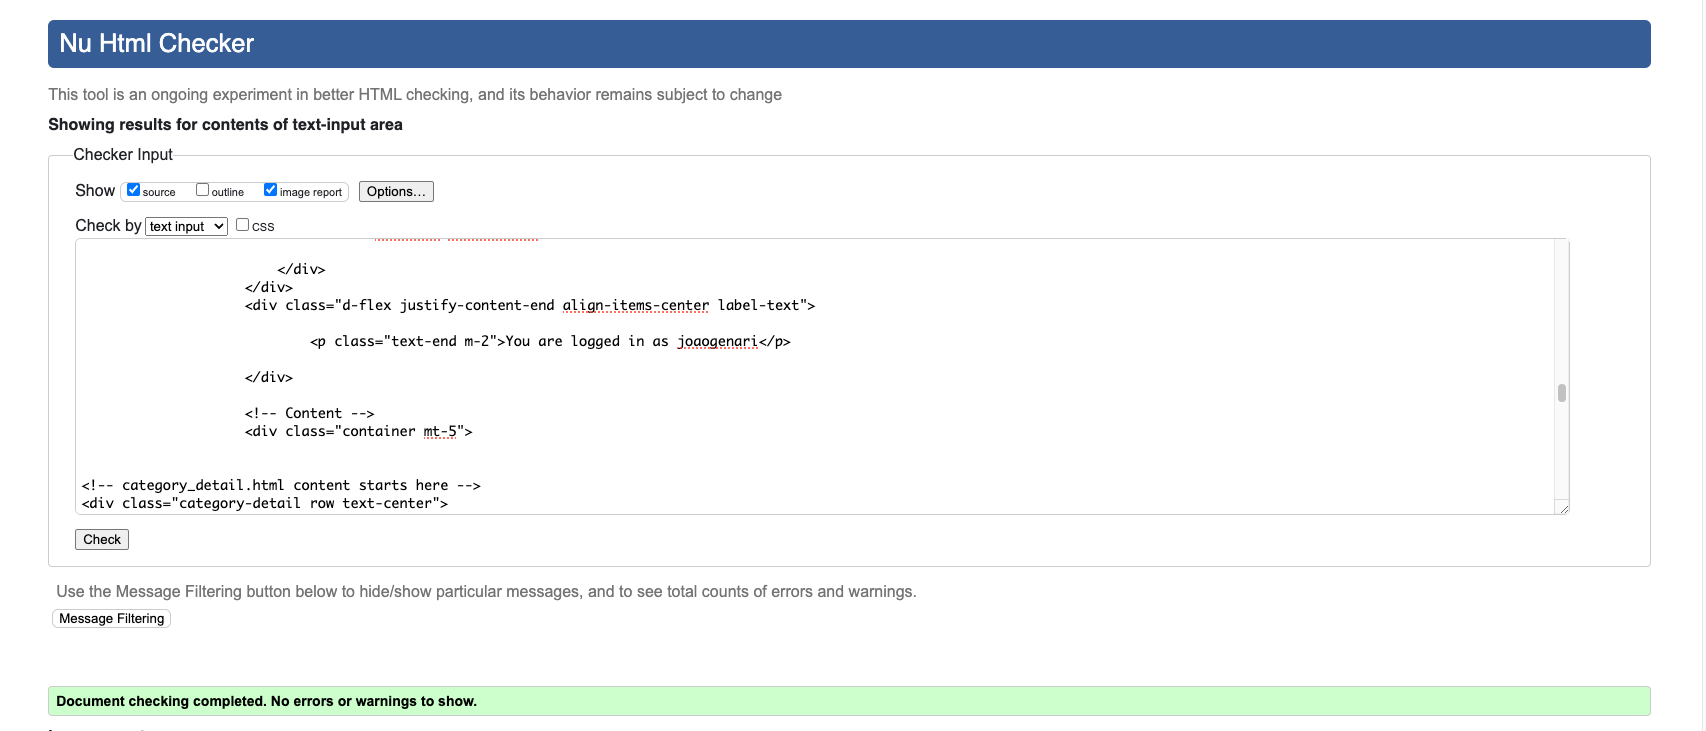 Nu Html Checker
This tool is an ongoing experiment in better HTML checking, and its behavior remains subject to change
Showing results for contents of text-input area
Checker Input
Show source outline image report Options...
Check by text input CSS
</div>
</div>
<div class="d-flex justify-content-end align-items-center label-text">
<p class="text-end m-2">You are logged in as joaogenari</p>
</div>
<!-- Content -->
<div class="container mt-5">
<!-- category_detail.html content starts here -->
<div class="category-detail row text-center">
Check
Use the Message Filtering button below to hide/show particular messages, and to see total counts of errors and warnings.
Message Filtering
Document checking completed. No errors or warnings to show.